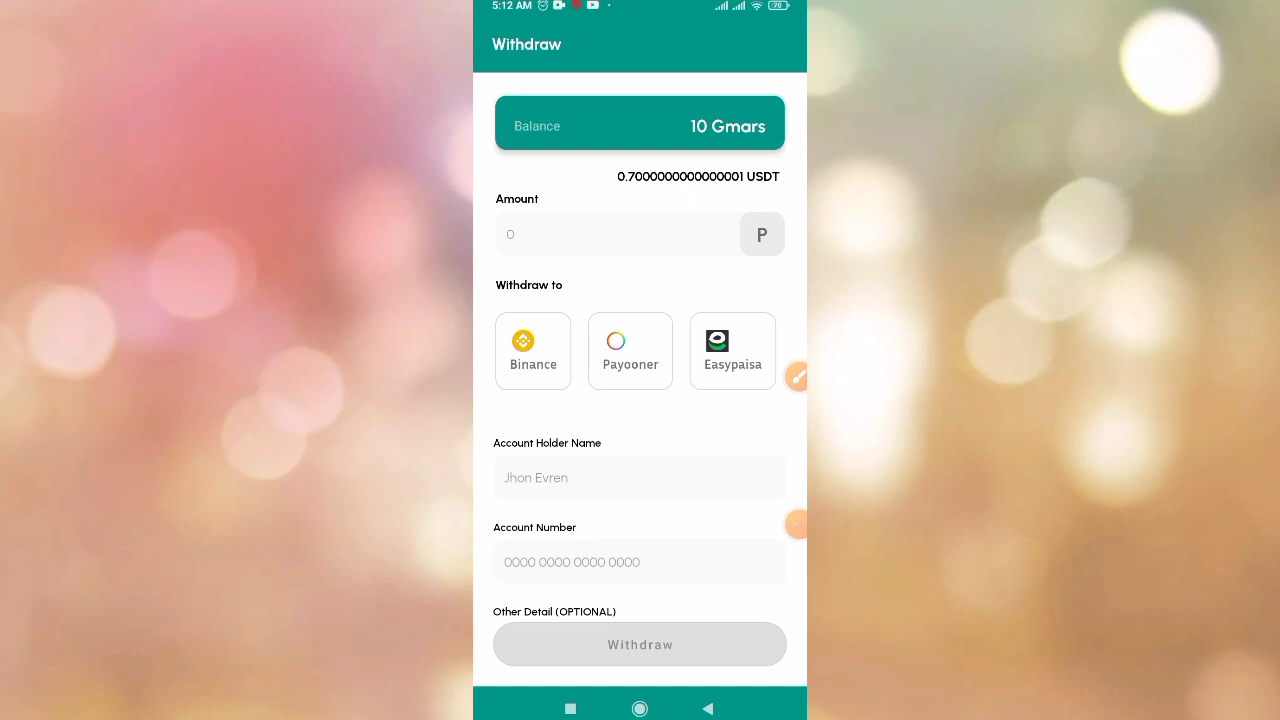 5:12 AM
70
Withdraw
Balance 10 Gmars
0.7000000000000001 USDT
Amount
0 P
Withdraw to
Binance Payooner Easypaisa
Account Holder Name
Jhon Evren
Account Number
0000 0000 0000 0000
Other Detail (OPTIONAL)
Withdraw